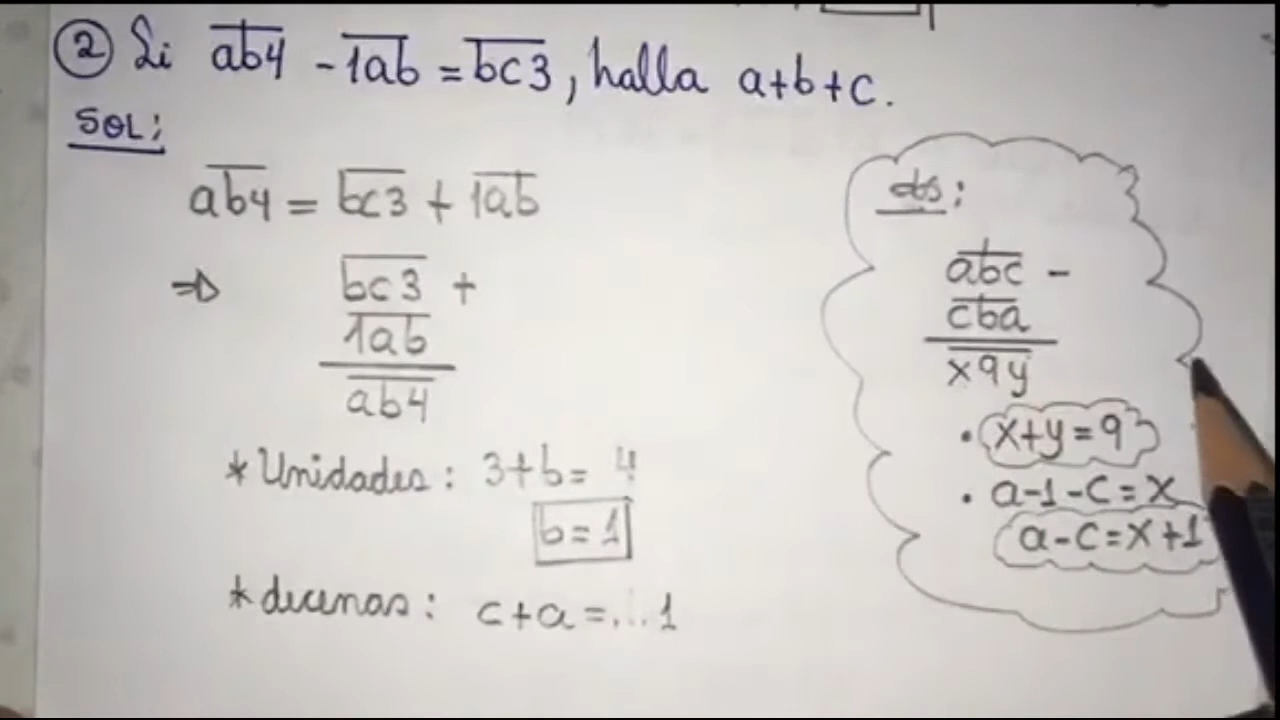 ② Si ab4 - 1ab = bc3, halla a+b+c.
SOL:
ab4 = bc3 + 1ab
⇒ bc3 +
1ab
ab4
* Unidades: 3+b= 4
b = 1
* decenas: c+a=...1
obs:
abc -
cba
x9y
• x+y=9
• a-1-c=x
a-c=x+1